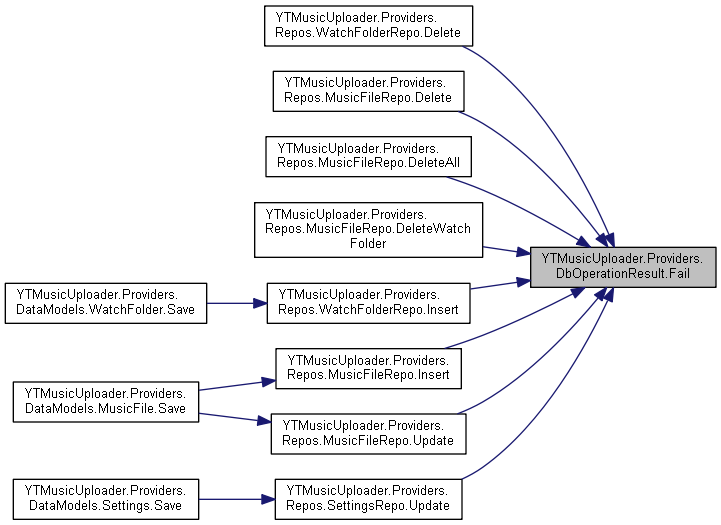 YTMusicUploader.Providers.
Repos.WatchFolderRepo.Delete
YTMusicUploader.Providers.
Repos.MusicFileRepo.Delete
YTMusicUploader.Providers.
Repos.MusicFileRepo.DeleteAll
YTMusicUploader.Providers.
Repos.MusicFileRepo.DeleteWatch
Folder
YTMusicUploader.Providers.
DbOperationResult.Fail
YTMusicUploader.Providers.
DataModels.WatchFolder.Save
YTMusicUploader.Providers.
Repos.WatchFolderRepo.Insert
YTMusicUploader.Providers.
Repos.MusicFileRepo.Insert
YTMusicUploader.Providers.
DataModels.MusicFile.Save
YTMusicUploader.Providers.
Repos.MusicFileRepo.Update
YTMusicUploader.Providers.
DataModels.Settings.Save
YTMusicUploader.Providers.
Repos.SettingsRepo.Update